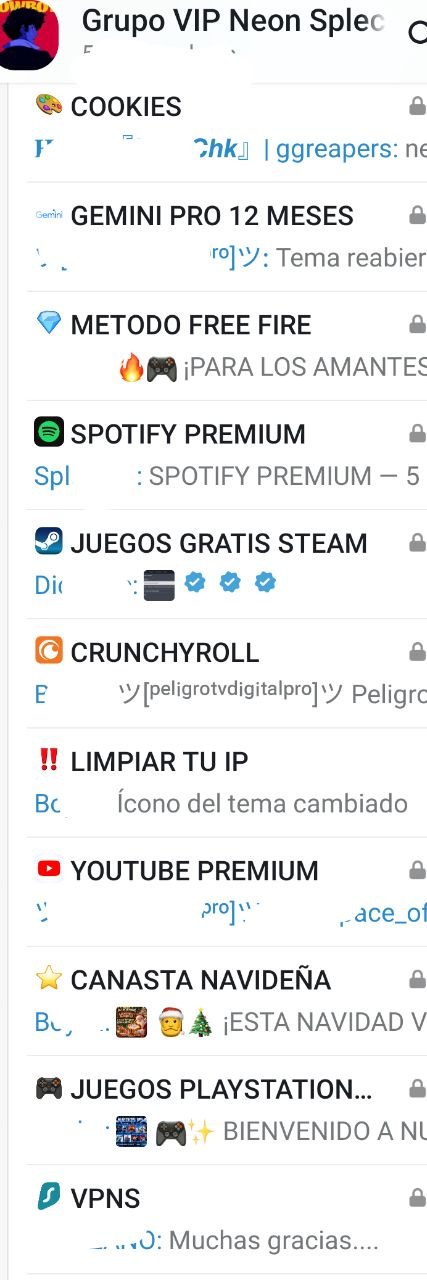 Grupo VIP Neon Splec
COOKIES
Chk』 | ggreapers: ne
Gemini GEMINI PRO 12 MESES
ro]ツ: Tema reabier
METODO FREE FIRE
¡PARA LOS AMANTES
SPOTIFY PREMIUM
Spl : SPOTIFY PREMIUM — 5
JUEGOS GRATIS STEAM
CRUNCHYROLL
ツ[peligrotvdigitalpro]ツ Peligro
LIMPIAR TU IP
Ícono del tema cambiado
YOUTUBE PREMIUM
pro]ツ ace_of
CANASTA NAVIDEÑA
¡ESTA NAVIDAD V
JUEGOS PLAYSTATION...
BIENVENIDO A NU
VPNS
Muchas gracias....